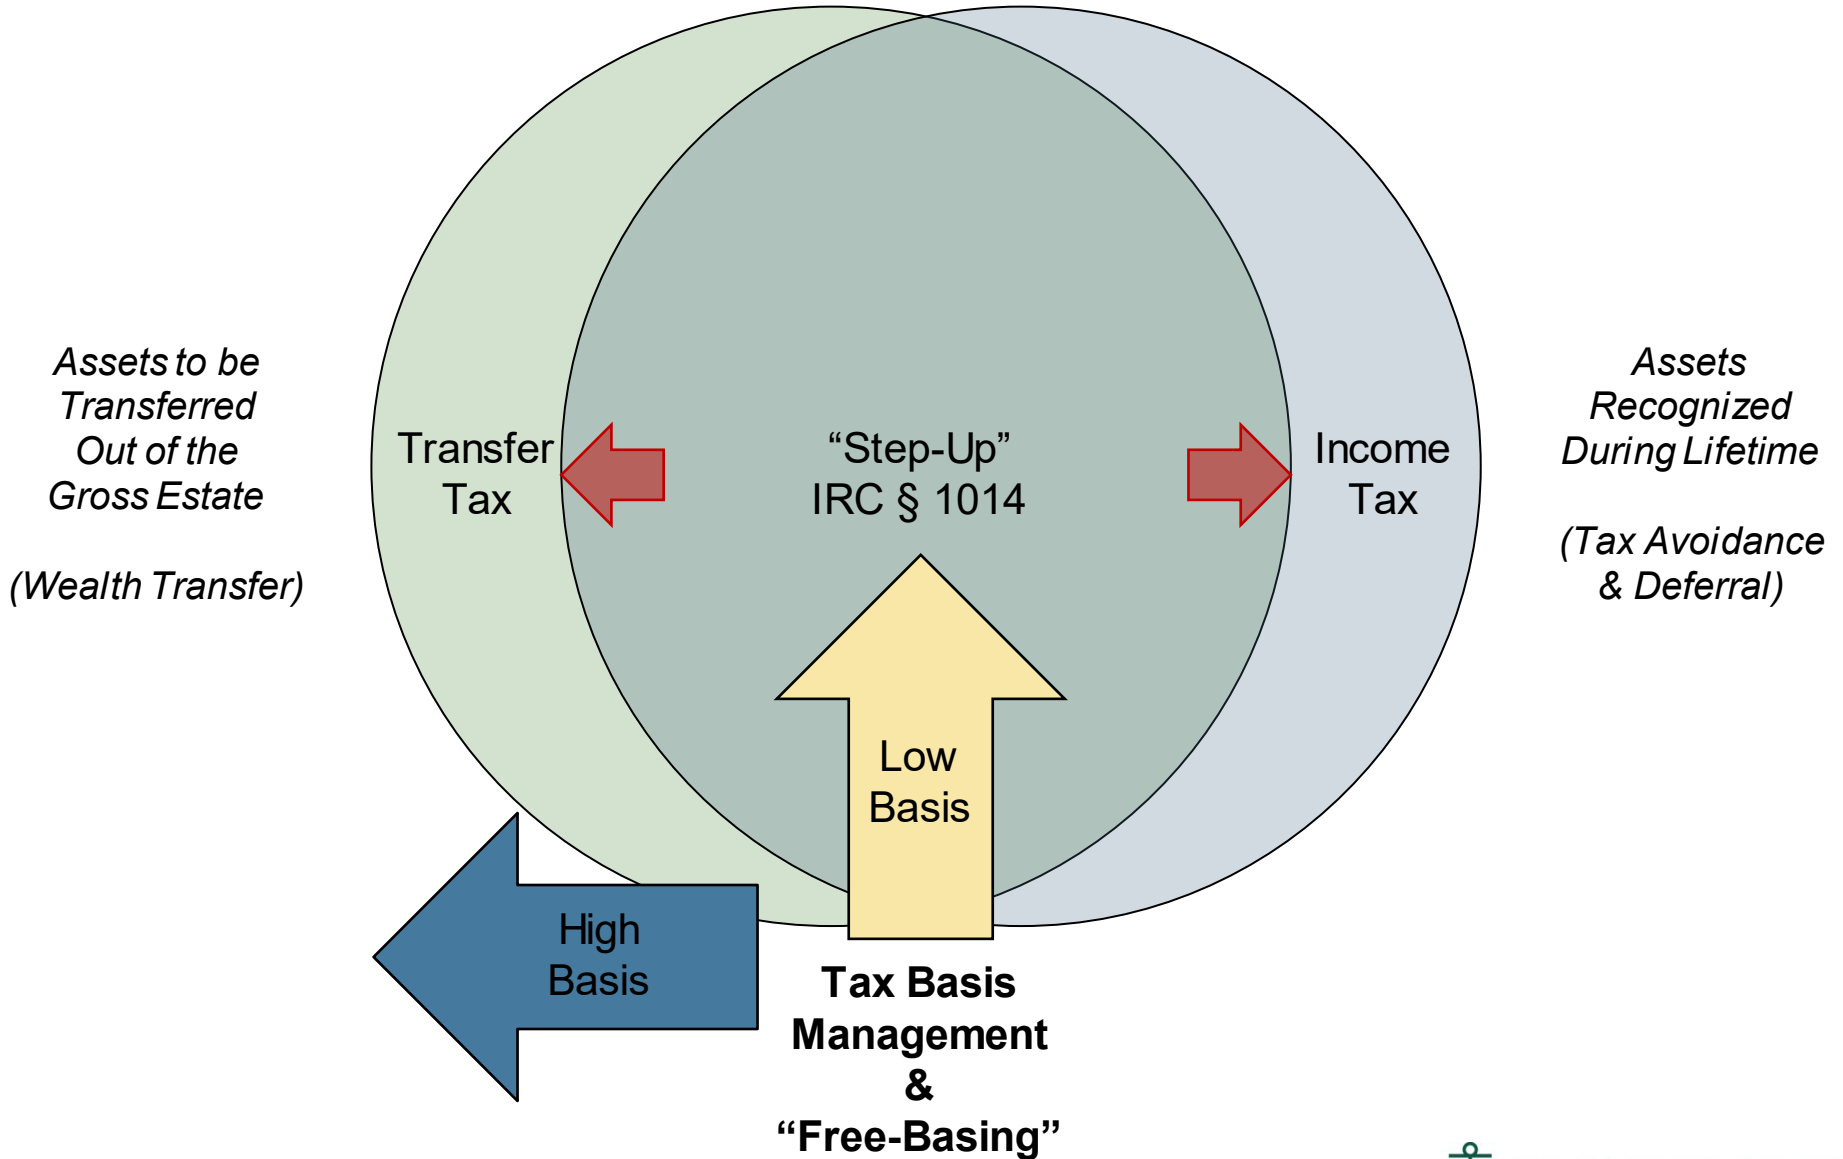 Assets to be
Transferred
Out of the
Gross Estate
(Wealth Transfer)
Transfer
Tax
“Step-Up”
IRC § 1014
Income
Tax
Assets
Recognized
During Lifetime
(Tax Avoidance
& Deferral)
Low
Basis
High
Basis
Tax Basis
Management
&
“Free-Basing”